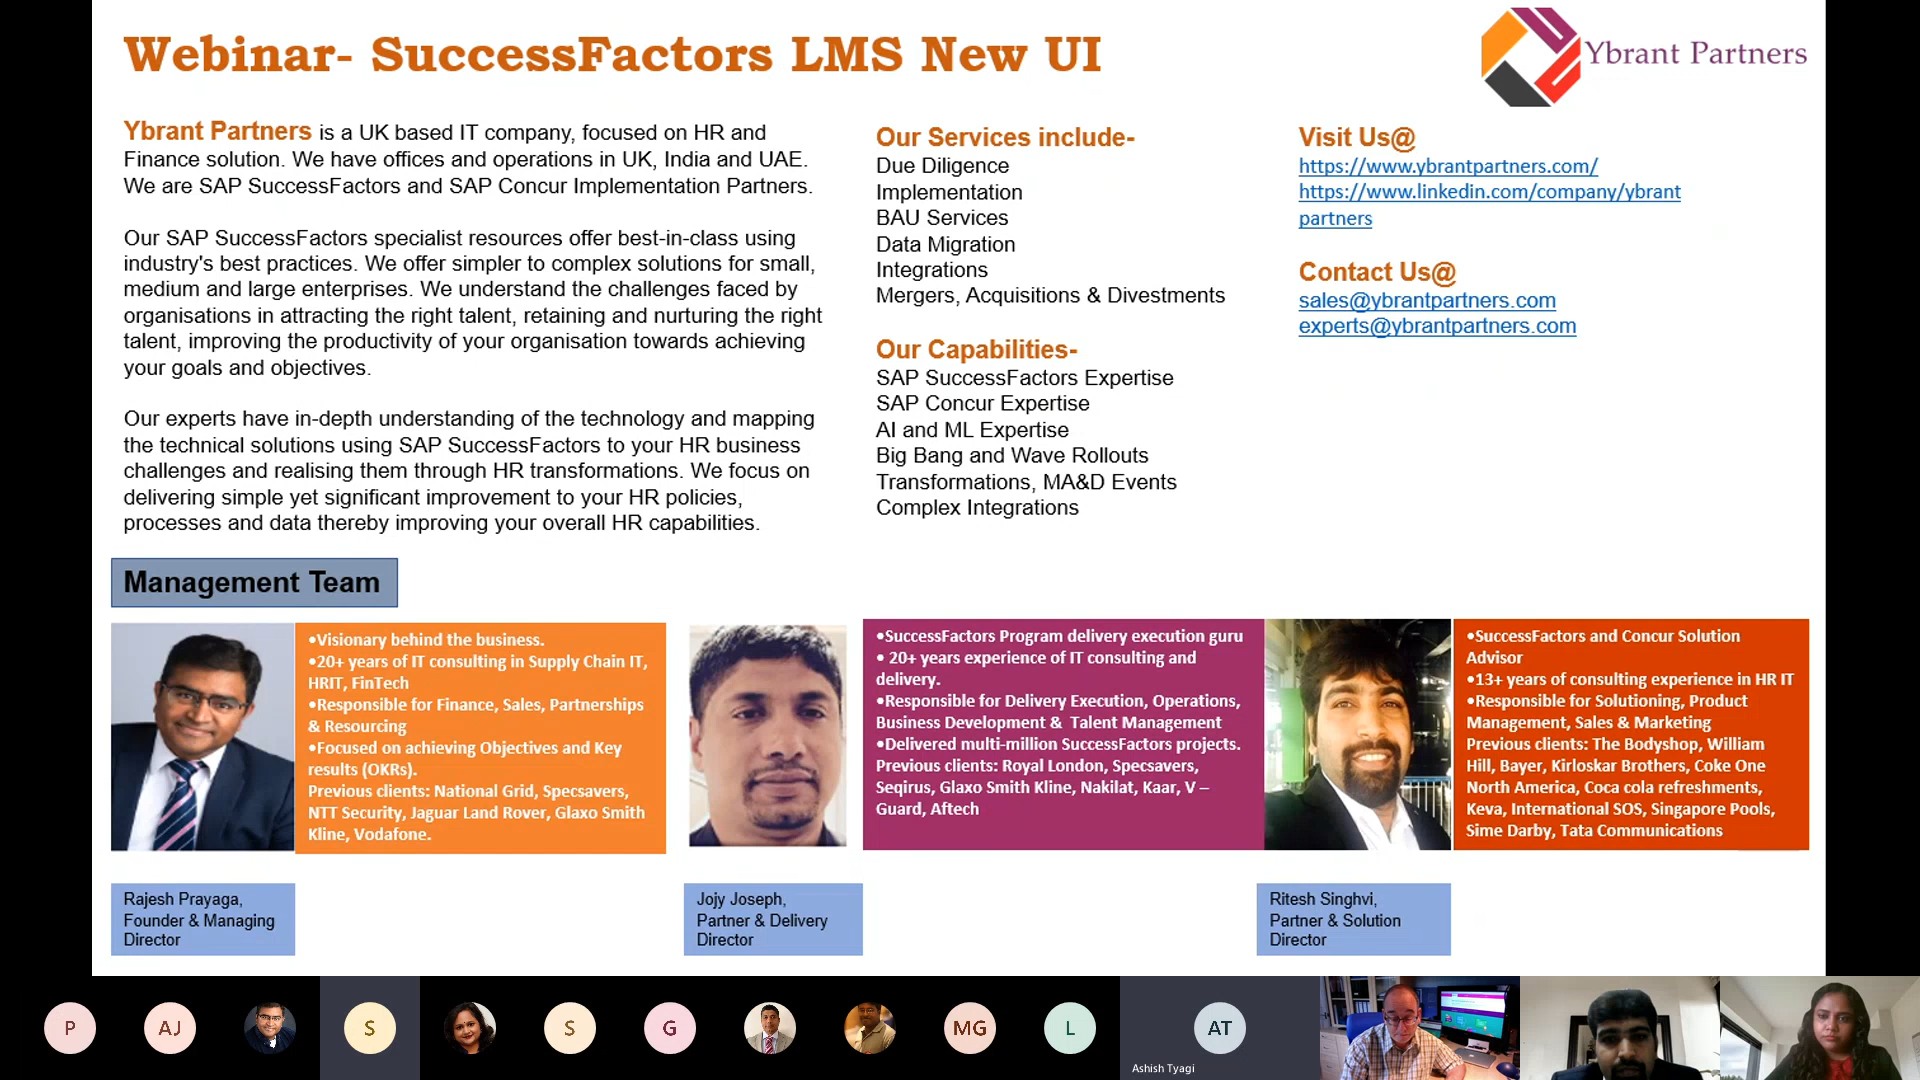 Webinar- SuccessFactors LMS New UI
Ybrant Partners
Ybrant Partners is a UK based IT company, focused on HR and
Finance solution. We have offices and operations in UK, India and UAE.
We are SAP SuccessFactors and SAP Concur Implementation Partners.
Our SAP SuccessFactors specialist resources offer best-in-class using
industry's best practices. We offer simpler to complex solutions for small,
medium and large enterprises. We understand the challenges faced by
organisations in attracting the right talent, retaining and nurturing the right
talent, improving the productivity of your organisation towards achieving
your goals and objectives.
Our experts have in-depth understanding of the technology and mapping
the technical solutions using SAP SuccessFactors to your HR business
challenges and realising them through HR transformations. We focus on
delivering simple yet significant improvement to your HR policies,
processes and data thereby improving your overall HR capabilities.
Our Services include-
Due Diligence
Implementation
BAU Services
Data Migration
Integrations
Mergers, Acquisitions & Divestments
Our Capabilities-
SAP SuccessFactors Expertise
SAP Concur Expertise
AI and ML Expertise
Big Bang and Wave Rollouts
Transformations, MA&D Events
Complex Integrations
Visit Us@
https://www.ybrantpartners.com/
https://www.linkedin.com/company/ybrant
partners
Contact Us@
sales@ybrantpartners.com
experts@ybrantpartners.com
Management Team
•Visionary behind the business.
•20+ years of IT consulting in Supply Chain IT,
HRIT, FinTech
•Responsible for Finance, Sales, Partnerships
& Resourcing
•Focused on achieving Objectives and Key
results (OKRs).
Previous clients: National Grid, Specsavers,
NTT Security, Jaguar Land Rover, Glaxo Smith
Kline, Vodafone.
•SuccessFactors Program delivery execution guru
• 20+ years experience of IT consulting and
delivery.
•Responsible for Delivery Execution, Operations,
Business Development & Talent Management
•Delivered multi-million SuccessFactors projects.
Previous clients: Royal London, Specsavers,
Seqirus, Glaxo Smith Kline, Nakilat, Kaar, V –
Guard, Aftech
•SuccessFactors and Concur Solution
Advisor
•13+ years of consulting experience in HR IT
•Responsible for Solutioning, Product
Management, Sales & Marketing
Previous clients: The Bodyshop, William
Hill, Bayer, Kirloskar Brothers, Coke One
North America, Coca cola refreshments,
Keva, International SOS, Singapore Pools,
Sime Darby, Tata Communications
Rajesh Prayaga,
Founder & Managing
Director
Jojy Joseph,
Partner & Delivery
Director
Ritesh Singhvi,
Partner & Solution
Director
P
AJ
S
S
G
MG
L
AT
Ashish Tyagi